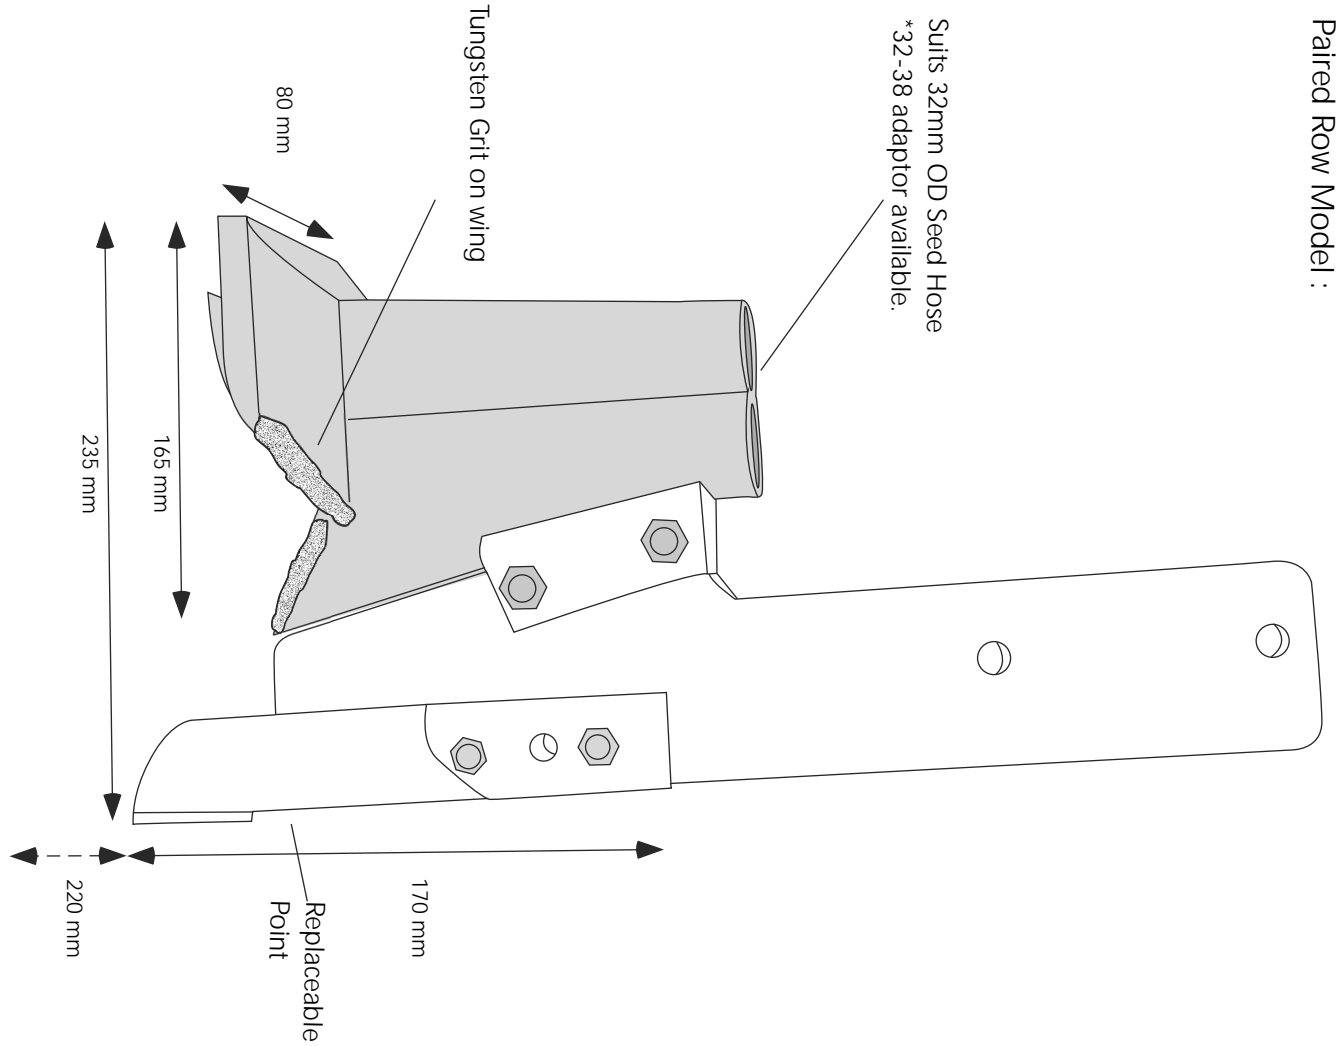 Paired Row Model :
Suits 32mm OD Seed Hose
*32-38 adaptor available.
Tungsten Grit on wing
80 mm
165 mm
235 mm
170 mm
Replaceable
Point
220 mm